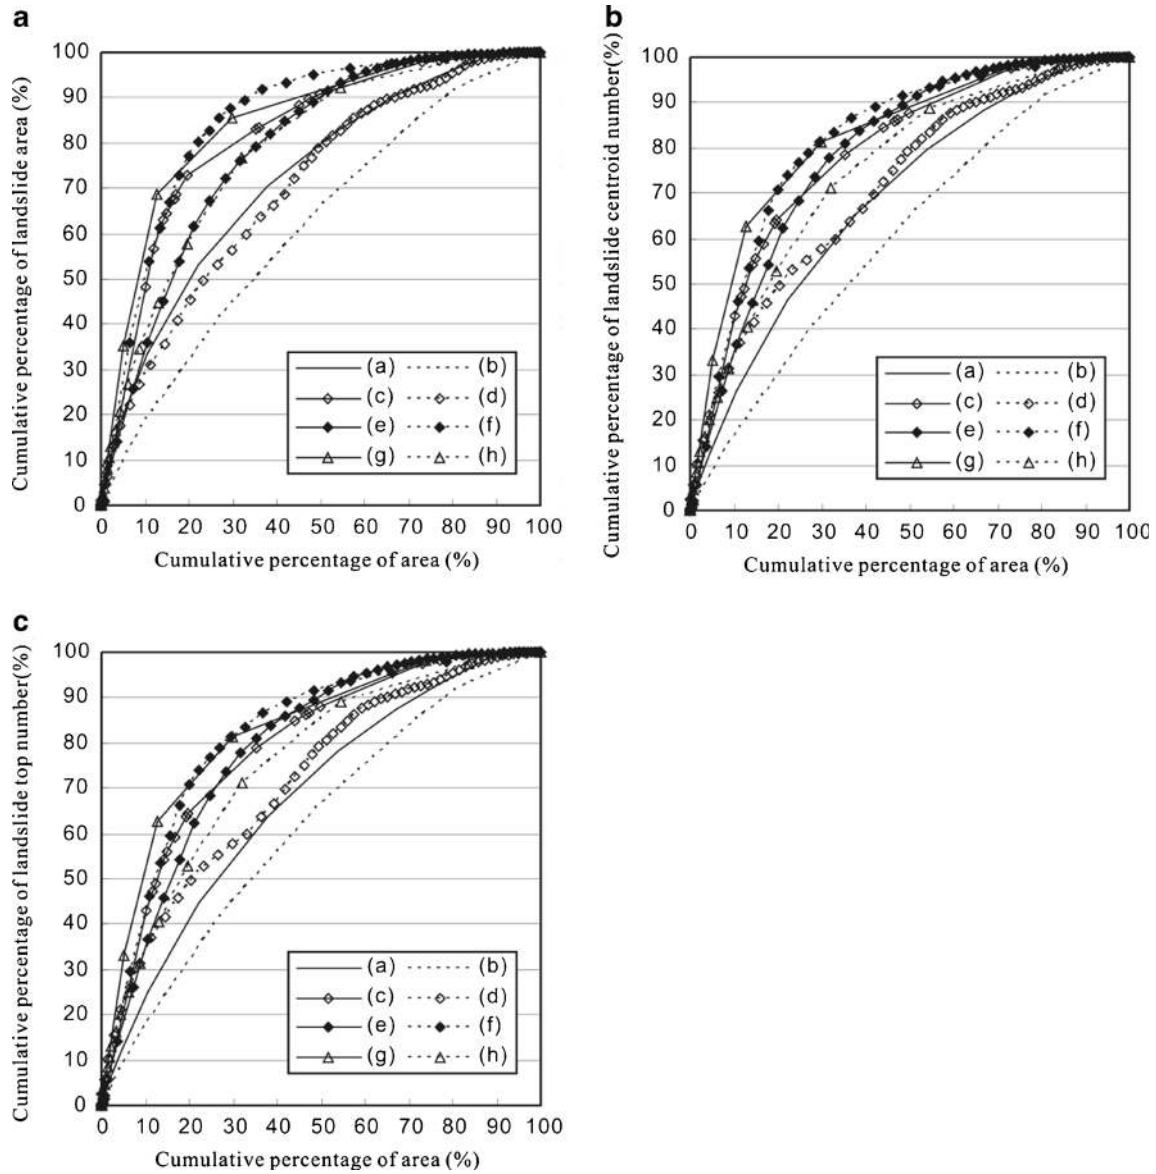 a
Cumulative percentage of landslide area (%)
100
90
80
70
60
50
40
30
20
10
0
(a) (b)
(c) (d)
(e) (f)
(g) (h)
0 10 20 30 40 50 60 70 80 90 100
Cumulative percentage of area (%)
b
Cumulative percentage of landslide centroid number(%)
100
90
80
70
60
50
40
30
20
10
0
(a) (b)
(c) (d)
(e) (f)
(g) (h)
0 10 20 30 40 50 60 70 80 90 100
Cumulative percentage of area (%)
c
Cumulative percentage of landslide top number(%)
100
90
80
70
60
50
40
30
20
10
0
(a) (b)
(c) (d)
(e) (f)
(g) (h)
0 10 20 30 40 50 60 70 80 90 100
Cumulative percentage of area (%)